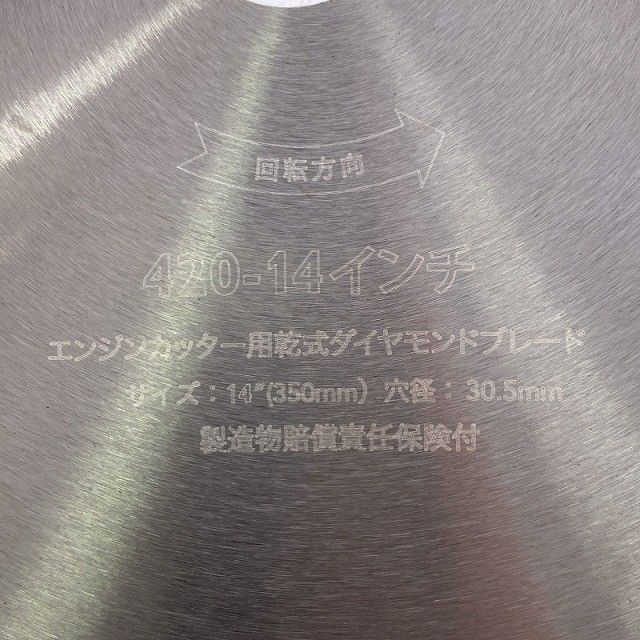 回転方向
420-14インチ
エンジンカッター用乾式ダイヤモンドブレード
サイズ：14"(350mm）穴径：30.5mm
製造物賠償責任保険付